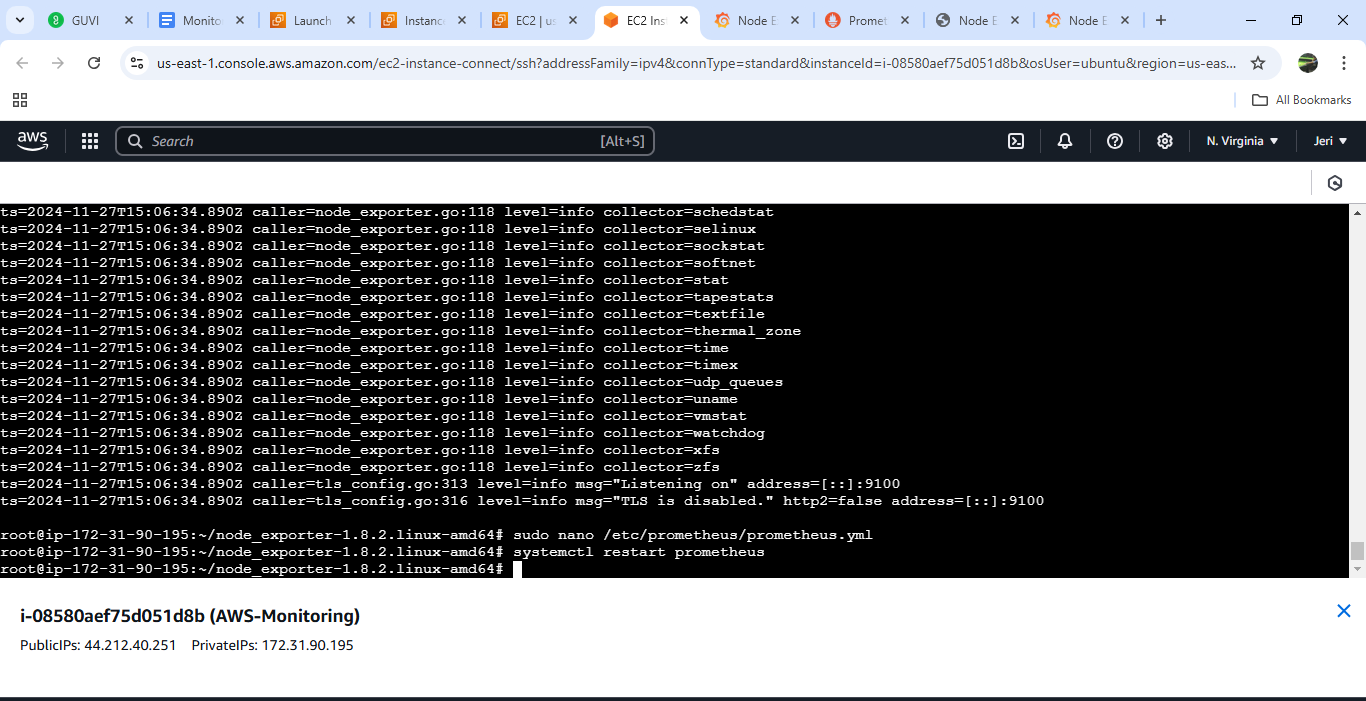 GUVI
Monito
Launch
Instanc
EC2 | us
EC2 Ins
Node E
Promet
Node E
Node E
us-east-1.console.aws.amazon.com/ec2-instance-connect/ssh?addressFamily=ipv4&connType=standard&instanceId=i-08580aef75d051d8b&osUser=ubuntu&region=us-eas...
All Bookmarks
aws
Search
[Alt+S]
N. Virginia
Jeri
ts=2024-11-27T15:06:34.890Z caller=node_exporter.go:118 level=info collector=schedstat
ts=2024-11-27T15:06:34.890Z caller=node_exporter.go:118 level=info collector=selinux
ts=2024-11-27T15:06:34.890Z caller=node_exporter.go:118 level=info collector=sockstat
ts=2024-11-27T15:06:34.890Z caller=node_exporter.go:118 level=info collector=softnet
ts=2024-11-27T15:06:34.890Z caller=node_exporter.go:118 level=info collector=stat
ts=2024-11-27T15:06:34.890Z caller=node_exporter.go:118 level=info collector=tapestats
ts=2024-11-27T15:06:34.890Z caller=node_exporter.go:118 level=info collector=textfile
ts=2024-11-27T15:06:34.890Z caller=node_exporter.go:118 level=info collector=thermal_zone
ts=2024-11-27T15:06:34.890Z caller=node_exporter.go:118 level=info collector=time
ts=2024-11-27T15:06:34.890Z caller=node_exporter.go:118 level=info collector=timex
ts=2024-11-27T15:06:34.890Z caller=node_exporter.go:118 level=info collector=udp_queues
ts=2024-11-27T15:06:34.890Z caller=node_exporter.go:118 level=info collector=uname
ts=2024-11-27T15:06:34.890Z caller=node_exporter.go:118 level=info collector=vmstat
ts=2024-11-27T15:06:34.890Z caller=node_exporter.go:118 level=info collector=watchdog
ts=2024-11-27T15:06:34.890Z caller=node_exporter.go:118 level=info collector=xfs
ts=2024-11-27T15:06:34.890Z caller=node_exporter.go:118 level=info collector=zfs
ts=2024-11-27T15:06:34.890Z caller=tls_config.go:313 level=info msg="Listening on" address=[::]:9100
ts=2024-11-27T15:06:34.890Z caller=tls_config.go:316 level=info msg="TLS is disabled." http2=false address=[::]:9100
root@ip-172-31-90-195:~/node_exporter-1.8.2.linux-amd64# sudo nano /etc/prometheus/prometheus.yml
root@ip-172-31-90-195:~/node_exporter-1.8.2.linux-amd64# systemctl restart prometheus
root@ip-172-31-90-195:~/node_exporter-1.8.2.linux-amd64#
i-08580aef75d051d8b (AWS-Monitoring)
PublicIPs: 44.212.40.251 PrivateIPs: 172.31.90.195